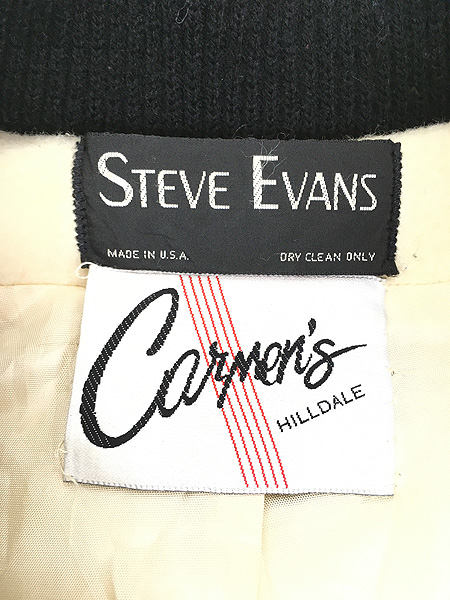 STEVE EVANS
MADE IN U.S.A. DRY CLEAN ONLY
Carmen's
HILLDALE